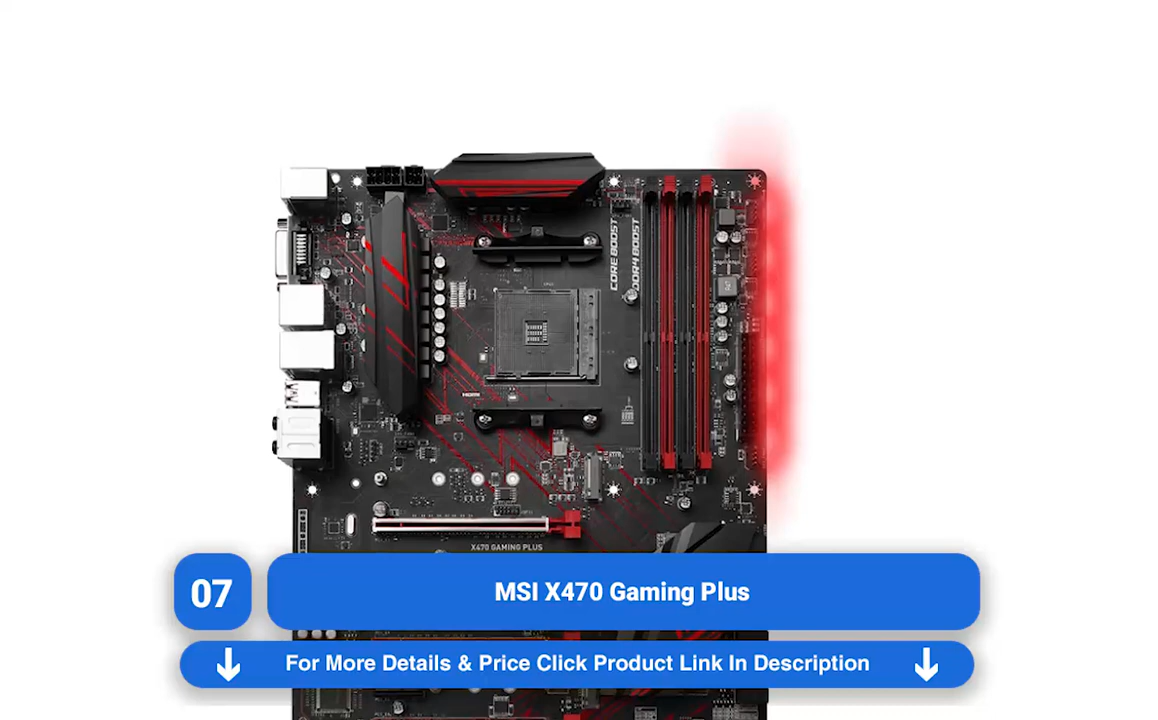 CORE BOOST
DDR4 BOOST
HDMI
X470 GAMING PLUS
07
MSI X470 Gaming Plus
For More Details & Price Click Product Link In Description